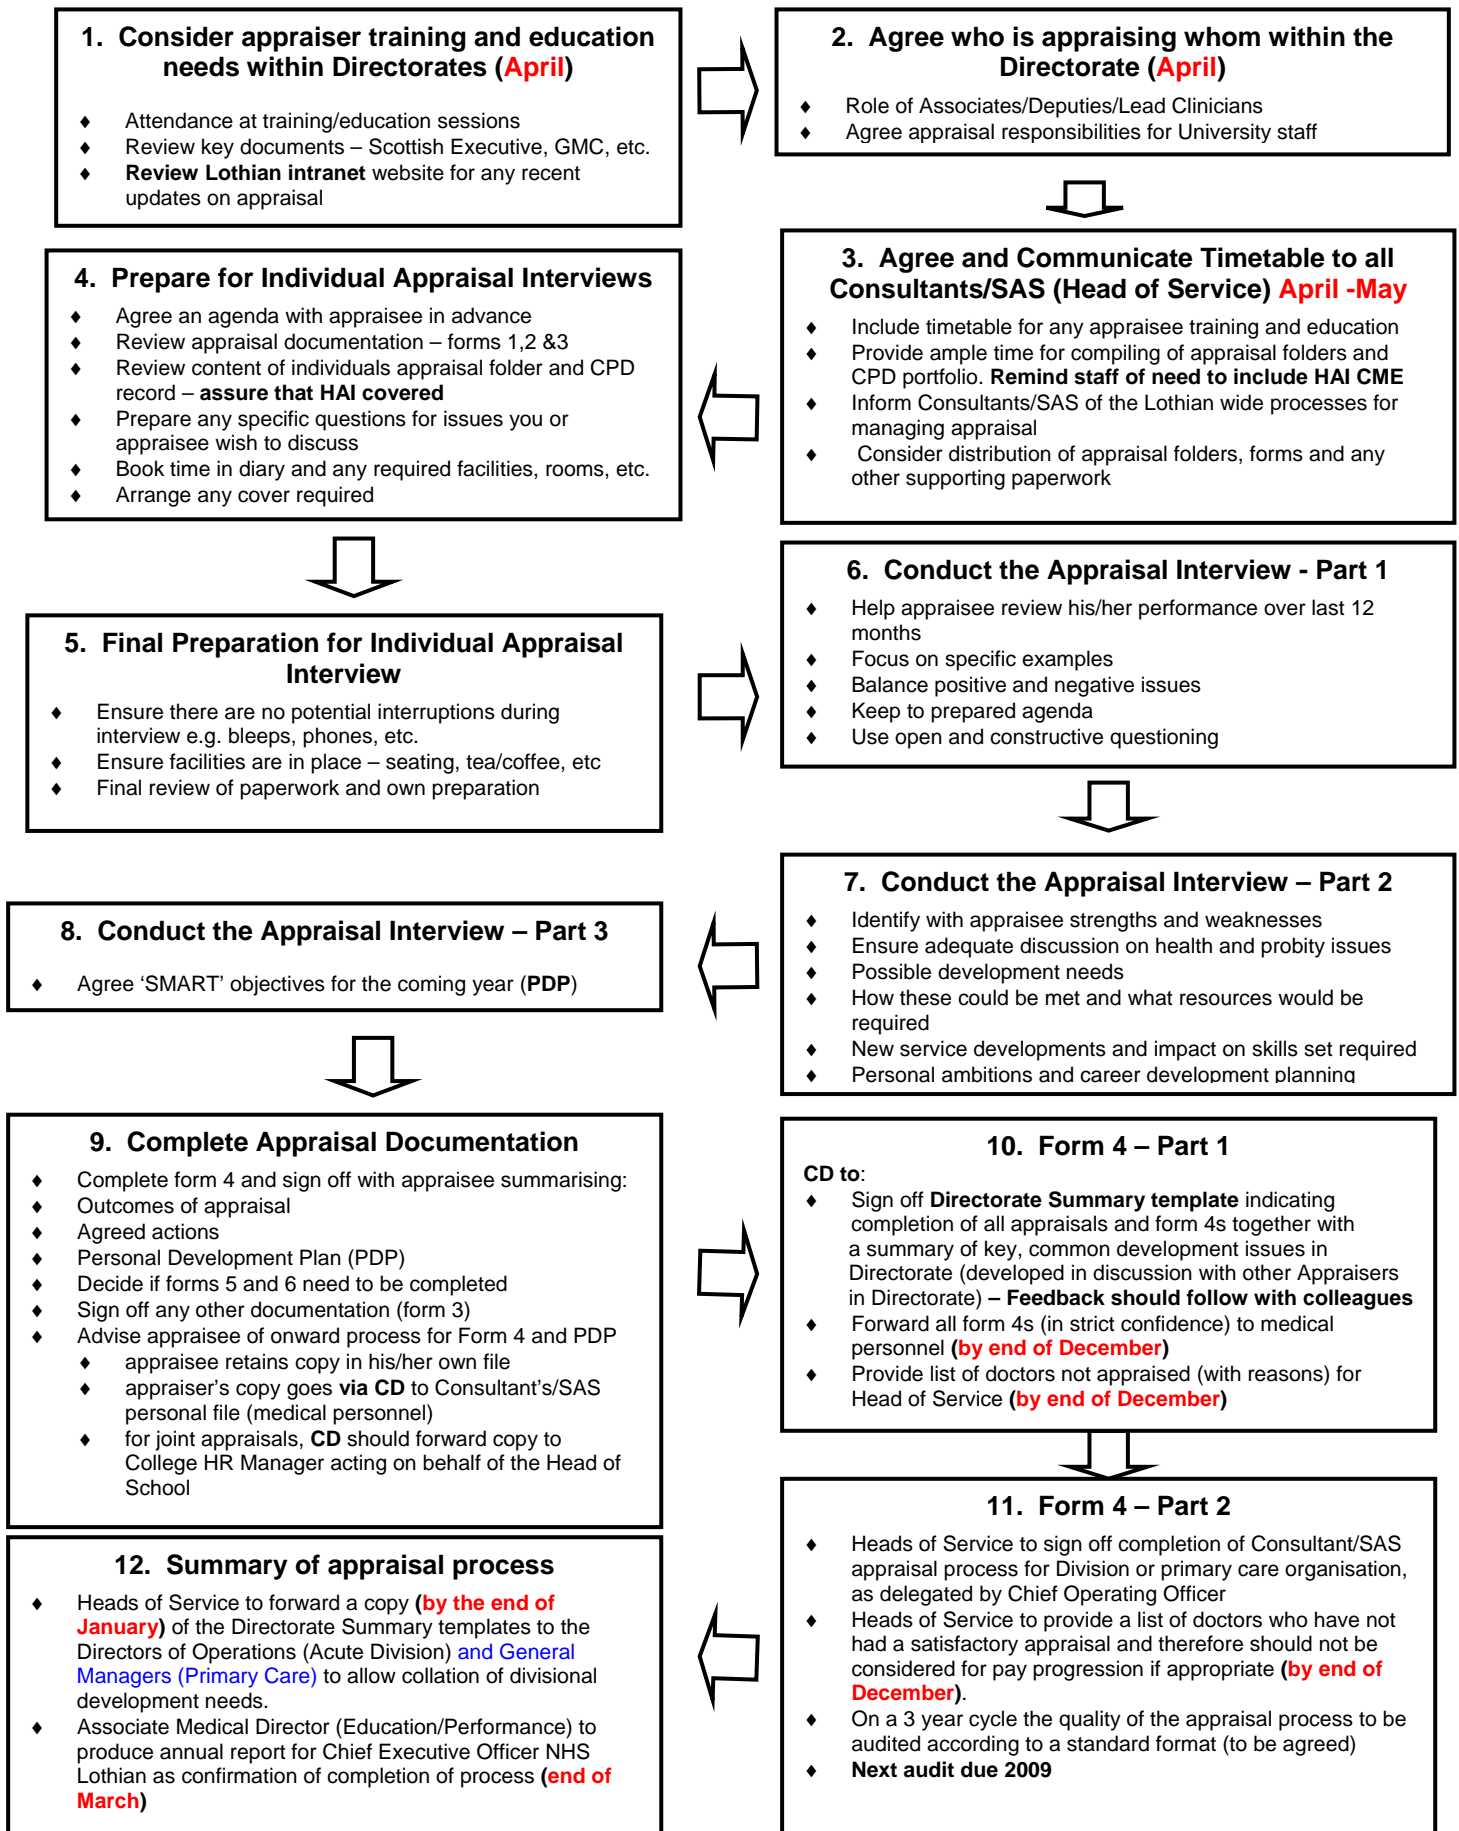 1. Consider appraiser training and education
needs within Directorates (April)
♦ Attendance at training/education sessions
♦ Review key documents – Scottish Executive, GMC, etc.
♦ Review Lothian intranet website for any recent
updates on appraisal
2. Agree who is appraising whom within the
Directorate (April)
♦ Role of Associates/Deputies/Lead Clinicians
♦ Agree appraisal responsibilities for University staff
3. Agree and Communicate Timetable to all
Consultants/SAS (Head of Service) April -May
♦ Include timetable for any appraisee training and education
♦ Provide ample time for compiling of appraisal folders and
CPD portfolio. Remind staff of need to include HAI CME
♦ Inform Consultants/SAS of the Lothian wide processes for
managing appraisal
♦ Consider distribution of appraisal folders, forms and any
other supporting paperwork
4. Prepare for Individual Appraisal Interviews
♦ Agree an agenda with appraisee in advance
♦ Review appraisal documentation – forms 1,2 &3
♦ Review content of individuals appraisal folder and CPD
record – assure that HAI covered
♦ Prepare any specific questions for issues you or
appraisee wish to discuss
♦ Book time in diary and any required facilities, rooms, etc.
♦ Arrange any cover required
5. Final Preparation for Individual Appraisal
Interview
♦ Ensure there are no potential interruptions during
interview e.g. bleeps, phones, etc.
♦ Ensure facilities are in place – seating, tea/coffee, etc
♦ Final review of paperwork and own preparation
6. Conduct the Appraisal Interview - Part 1
♦ Help appraisee review his/her performance over last 12
months
♦ Focus on specific examples
♦ Balance positive and negative issues
♦ Keep to prepared agenda
♦ Use open and constructive questioning
7. Conduct the Appraisal Interview – Part 2
♦ Identify with appraisee strengths and weaknesses
♦ Ensure adequate discussion on health and probity issues
♦ Possible development needs
♦ How these could be met and what resources would be
required
♦ New service developments and impact on skills set required
♦ Personal ambitions and career development planning
8. Conduct the Appraisal Interview – Part 3
♦ Agree ‘SMART’ objectives for the coming year (PDP)
9. Complete Appraisal Documentation
♦ Complete form 4 and sign off with appraisee summarising:
♦ Outcomes of appraisal
♦ Agreed actions
♦ Personal Development Plan (PDP)
♦ Decide if forms 5 and 6 need to be completed
♦ Sign off any other documentation (form 3)
♦ Advise appraisee of onward process for Form 4 and PDP
♦ appraisee retains copy in his/her own file
♦ appraiser’s copy goes via CD to Consultant’s/SAS
personal file (medical personnel)
♦ for joint appraisals, CD should forward copy to
College HR Manager acting on behalf of the Head of
School
10. Form 4 – Part 1
CD to:
♦ Sign off Directorate Summary template indicating
completion of all appraisals and form 4s together with
a summary of key, common development issues in
Directorate (developed in discussion with other Appraisers
in Directorate) – Feedback should follow with colleagues
♦ Forward all form 4s (in strict confidence) to medical
personnel (by end of December)
♦ Provide list of doctors not appraised (with reasons) for
Head of Service (by end of December)
11. Form 4 – Part 2
♦ Heads of Service to sign off completion of Consultant/SAS
appraisal process for Division or primary care organisation,
as delegated by Chief Operating Officer
♦ Heads of Service to provide a list of doctors who have not
had a satisfactory appraisal and therefore should not be
considered for pay progression if appropriate (by end of
December).
♦ On a 3 year cycle the quality of the appraisal process to be
audited according to a standard format (to be agreed)
♦ Next audit due 2009
12. Summary of appraisal process
♦ Heads of Service to forward a copy (by the end of
January) of the Directorate Summary templates to the
Directors of Operations (Acute Division) and General
Managers (Primary Care) to allow collation of divisional
development needs.
♦ Associate Medical Director (Education/Performance) to
produce annual report for Chief Executive Officer NHS
Lothian as confirmation of completion of process (end of
March)